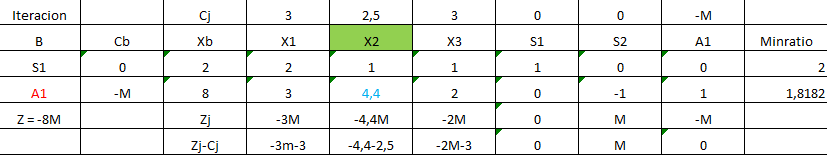 Iteracion Cj 3 2,5 3 0 0 -M
B Cb Xb X1 X2 X3 S1 S2 A1 Minratio
S1 0 2 2 1 1 1 0 0 2
A1 -M 8 3 4,4 2 0 -1 1 1,8182
Z = -8M Zj -3M -4,4M -2M 0 M -M
Zj-Cj -3m-3 -4,4-2,5 -2M-3 0 M 0